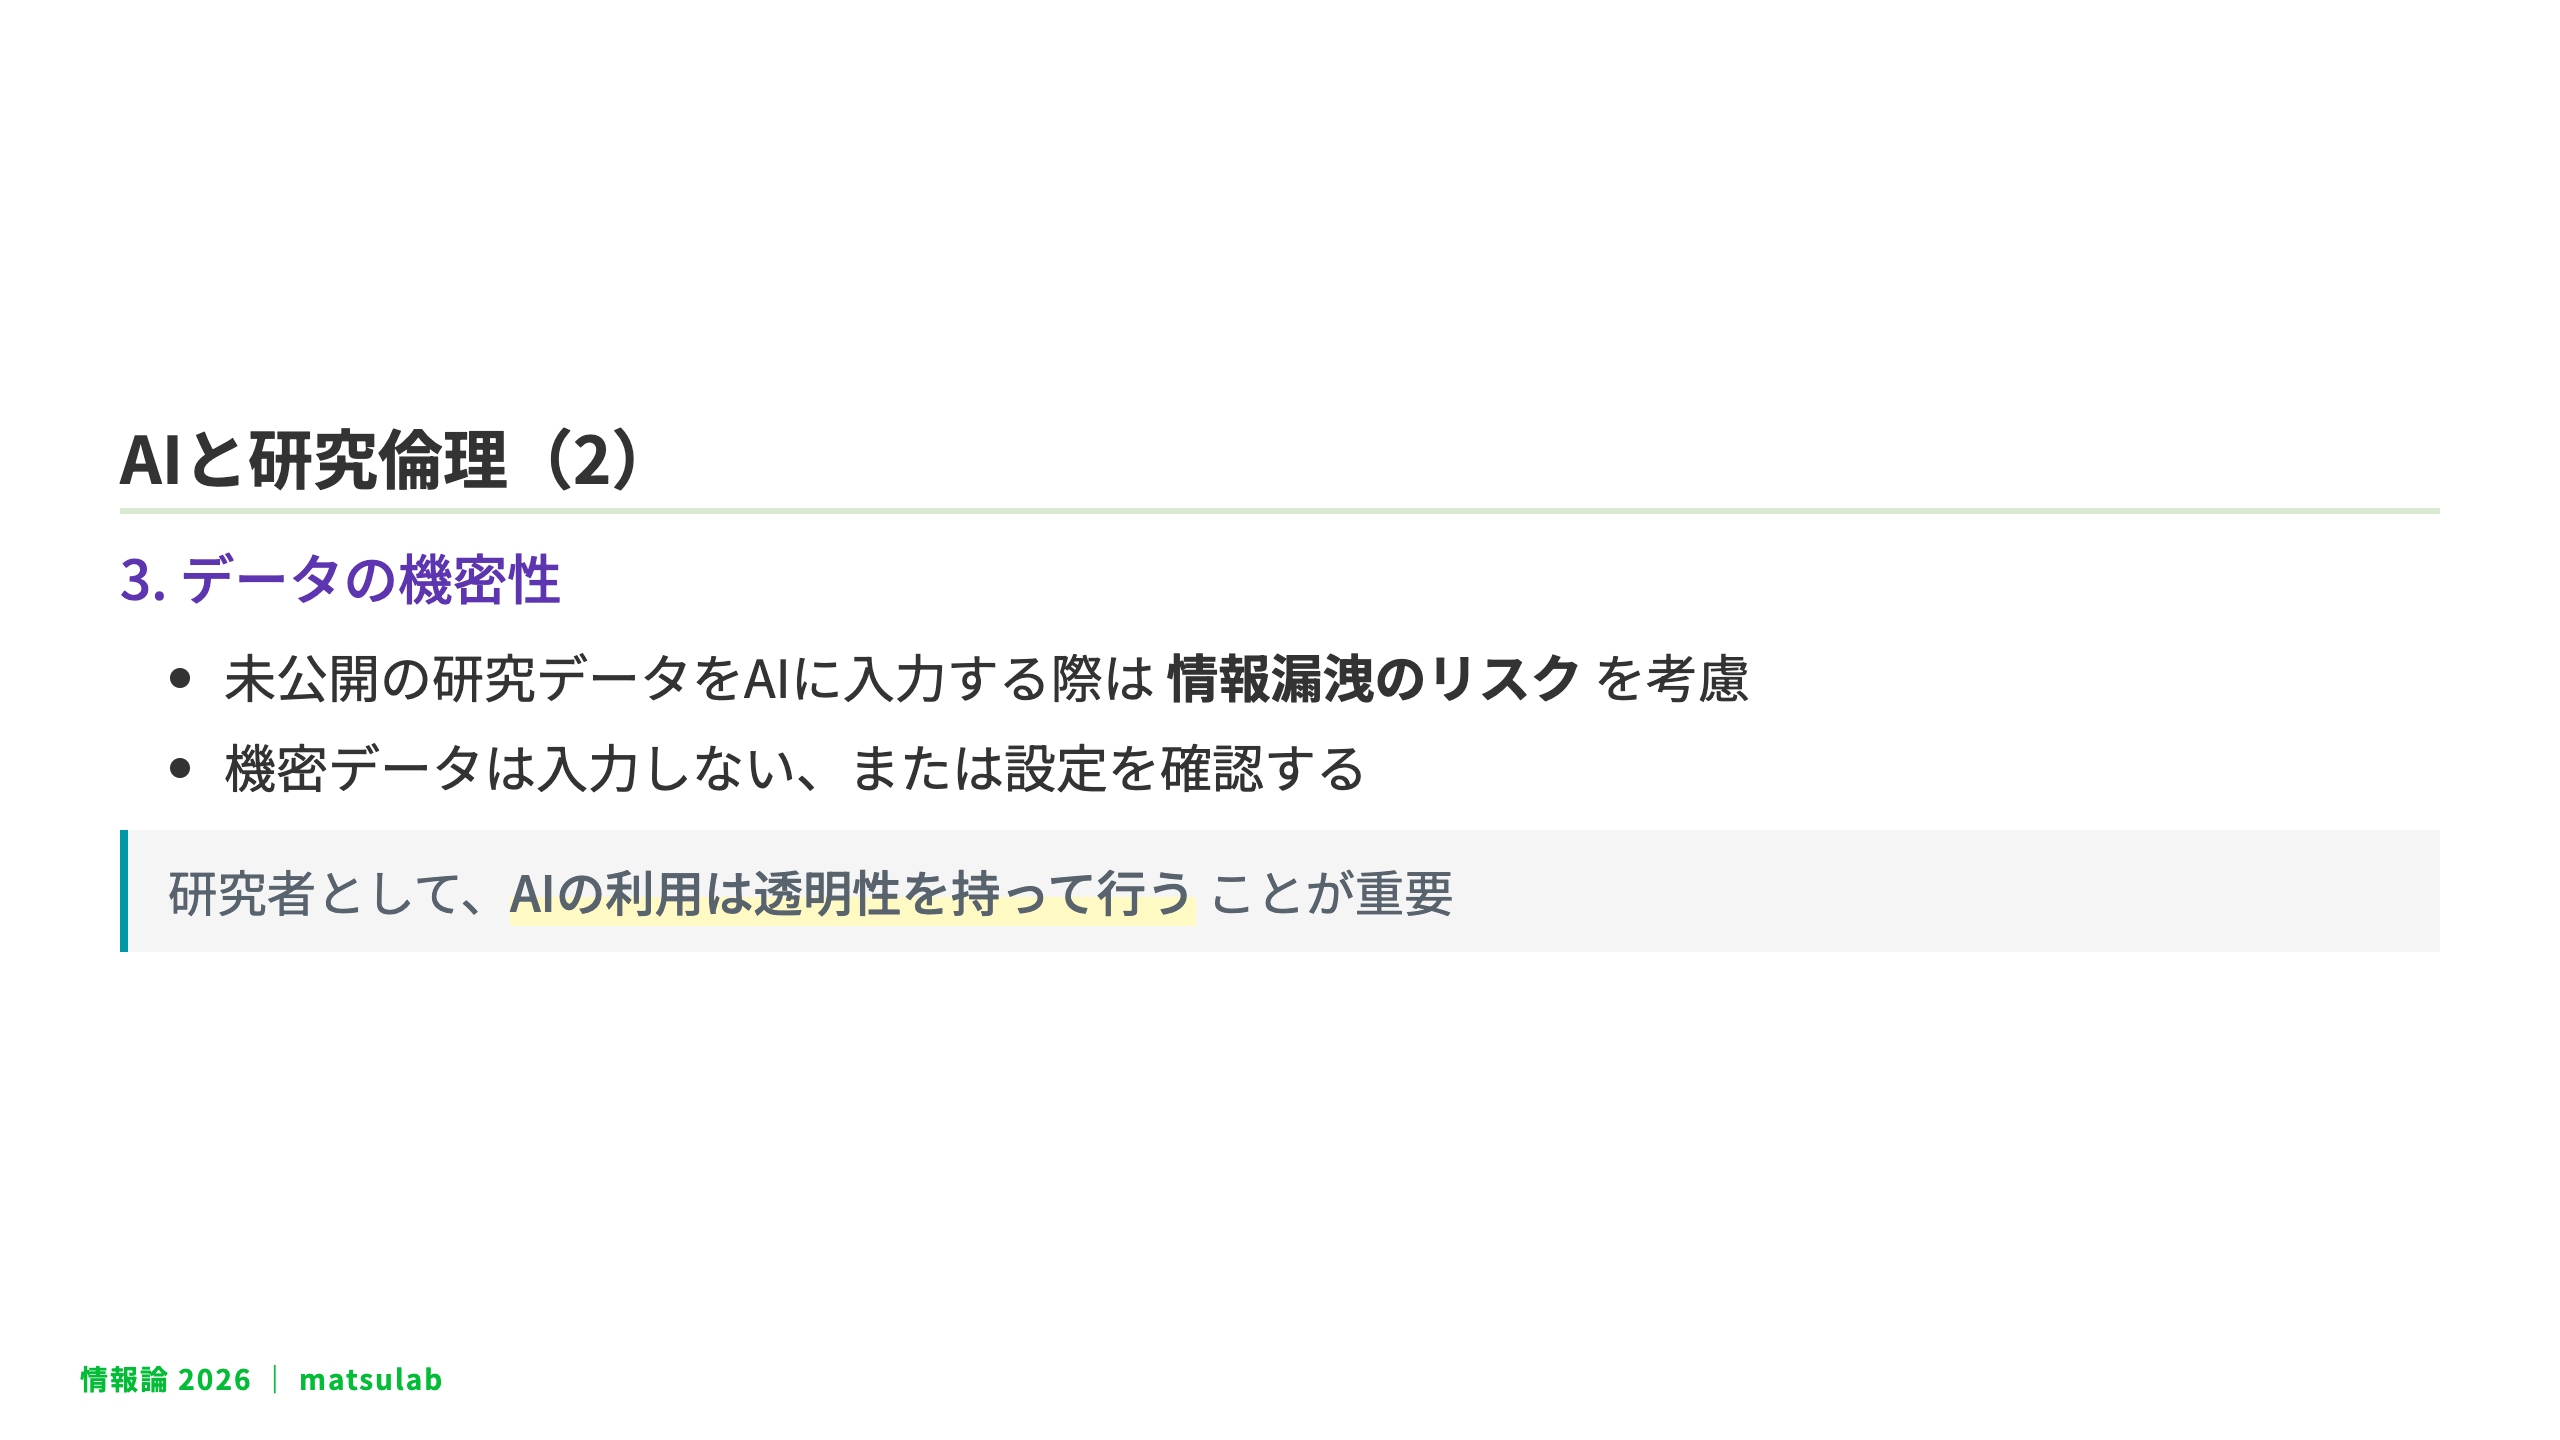 AIと研究倫理（2）
3. データの機密性
• 未公開の研究データをAIに入力する際は 情報漏洩のリスク を考慮
• 機密データは入力しない、または設定を確認する
研究者として、AIの利用は透明性を持って行う ことが重要
情報論 2026 ｜ matsulab